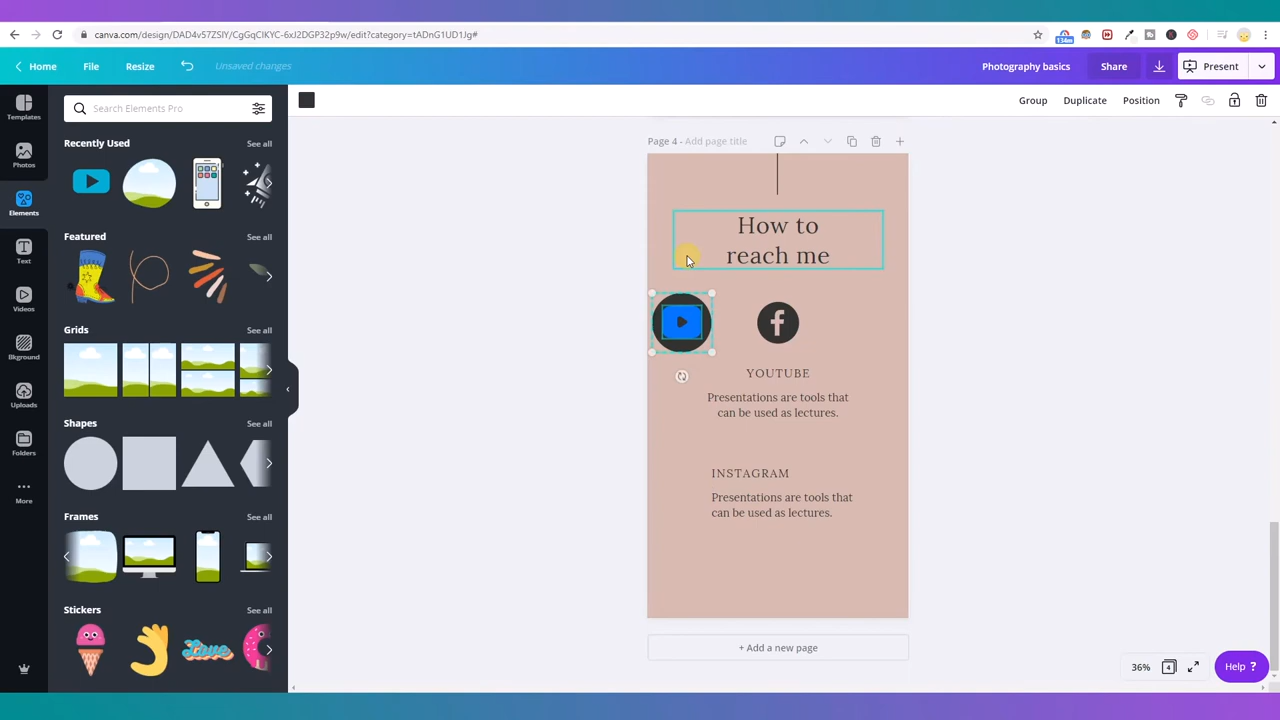 canva.com/design/DAD4v57ZSlY/CgGqClKYC-6xJ2DGP32p9w/edit?category=tADnG1UD1Jg#
134m
Home
File
Resize
Unsaved changes
Photography basics
Share
Present
Templates
Photos
Elements
Text
Videos
Bkground
Uploads
Folders
More
Search Elements Pro
Recently Used
See all
Featured
See all
Grids
See all
Shapes
See all
Frames
See all
Stickers
See all
Love
Group
Duplicate
Position
Page 4 - Add page title
How to
reach me
YOUTUBE
Presentations are tools that
can be used as lectures.
INSTAGRAM
Presentations are tools that
can be used as lectures.
+ Add a new page
36%
4
Help ?